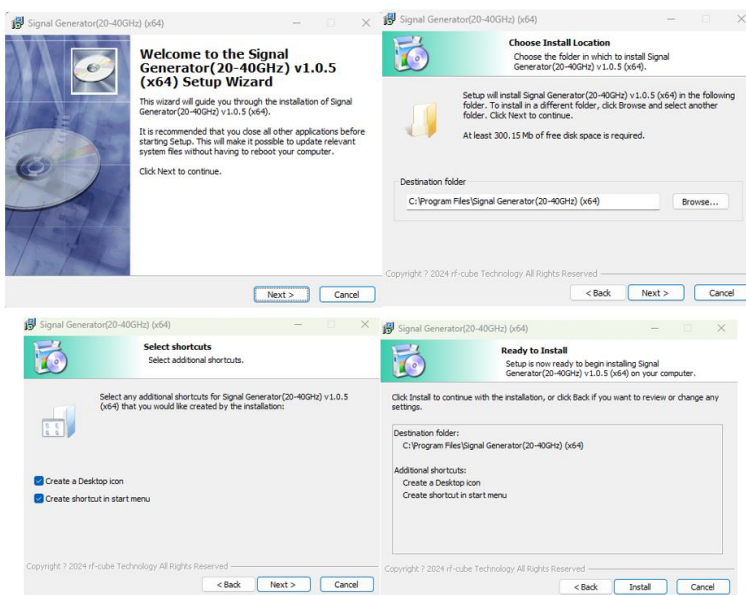 Signal Generator(20-40GHz) (x64)
Welcome to the Signal
Generator(20-40GHz) v1.0.5
(x64) Setup Wizard
This wizard will guide you through the installation of Signal
Generator(20-40GHz) v1.0.5 (x64).
It is recommended that you close all other applications before
starting Setup. This will make it possible to update relevant
system files without having to reboot your computer.
Click Next to continue.
Next >
Cancel
Signal Generator(20-40GHz) (x64)
Choose Install Location
Choose the folder in which to install Signal
Generator(20-40GHz) v1.0.5 (x64).
Setup will install Signal Generator(20-40GHz) v1.0.5 (x64) in the following
folder. To install in a different folder, click Browse and select another
folder. Click Next to continue.
At least 300.15 Mb of free disk space is required.
Destination folder
C:\Program Files\Signal Generator(20-40GHz) (x64)
Browse...
Copyright ? 2024 rf-cube Technology All Rights Reserved
< Back
Next >
Cancel
Signal Generator(20-40GHz) (x64)
Select shortcuts
Select additional shortcuts.
Select any additional shortcuts for Signal Generator(20-40GHz) v1.0.5
(x64) that you would like created by the installation:
Create a Desktop icon
Create shortcut in start menu
Copyright ? 2024 rf-cube Technology All Rights Reserved
< Back
Next >
Cancel
Signal Generator(20-40GHz) (x64)
Ready to Install
Setup is now ready to begin installing Signal
Generator(20-40GHz) v1.0.5 (x64) on your computer.
Click Install to continue with the installation, or click Back if you want to review or change any
settings.
Destination folder:
C:\Program Files\Signal Generator(20-40GHz) (x64)
Additional shortcuts:
Create a Desktop icon
Create shortcut in start menu
Copyright ? 2024 rf-cube Technology All Rights Reserved
< Back
Install
Cancel